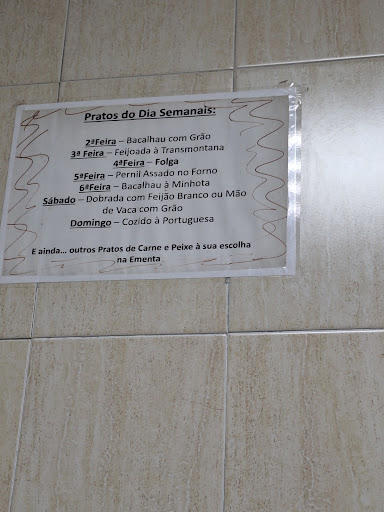 Pratos do Dia Semanais:
2ªFeira – Bacalhau com Grão
3ª Feira – Feijoada à Transmontana
4ªFeira – Folga
5ªFeira – Pernil Assado no Forno
6ªFeira – Bacalhau à Minhota
Sábado – Dobrada com Feijão Branco ou Mão
de Vaca com Grão
Domingo – Cozido à Portuguesa
E ainda... outros Pratos de Carne e Peixe à sua escolha
na Ementa